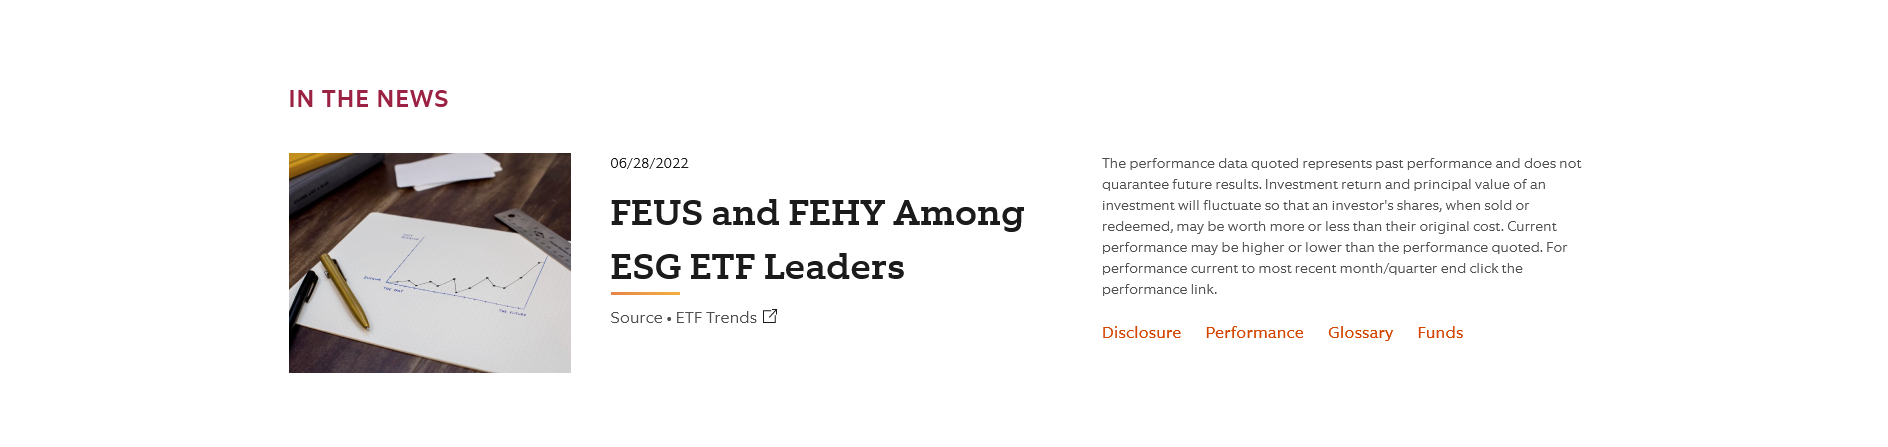 IN THE NEWS
06/28/2022
FEUS and FEHY Among
ESG ETF Leaders
Source • ETF Trends
The performance data quoted represents past performance and does not
guarantee future results. Investment return and principal value of an
investment will fluctuate so that an investor's shares, when sold or
redeemed, may be worth more or less than their original cost. Current
performance may be higher or lower than the performance quoted. For
performance current to most recent month/quarter end click the
performance link.
Disclosure Performance Glossary Funds
THE PAST
THE FUTURE